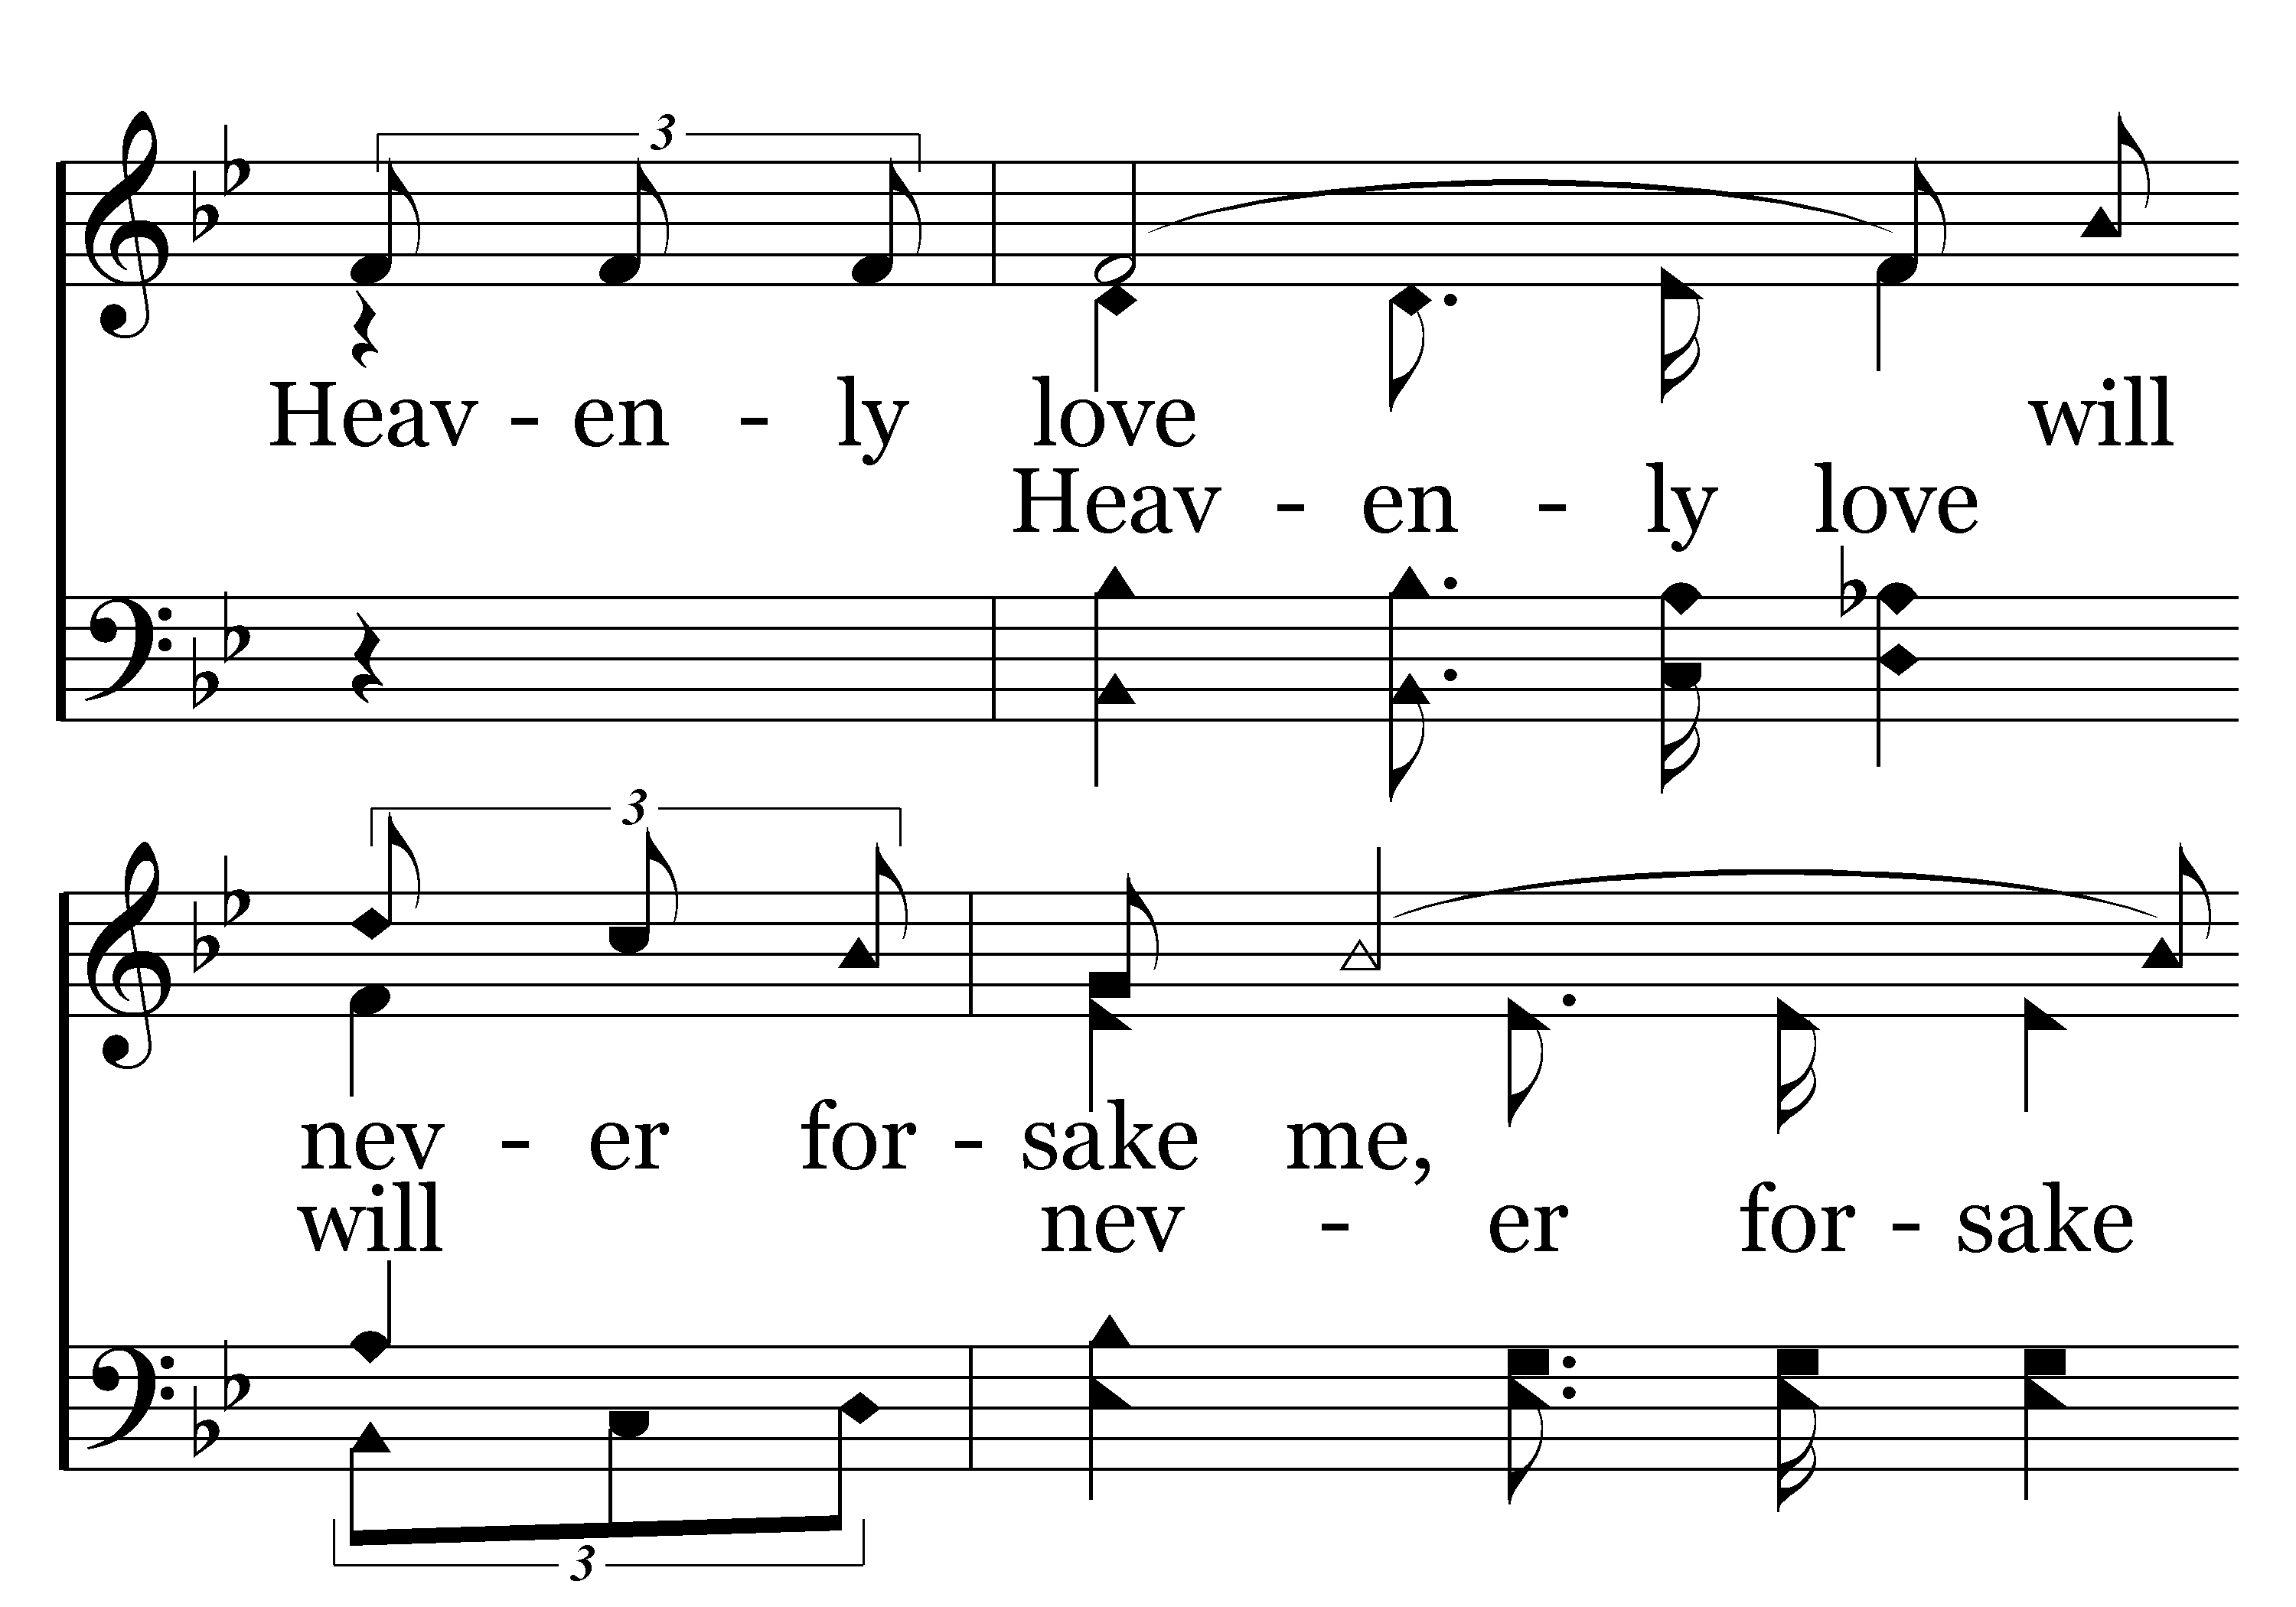 3
Heav - en - ly love will
Heav - en - ly love
3
nev - er for - sake me,
will nev - er for - sake
3